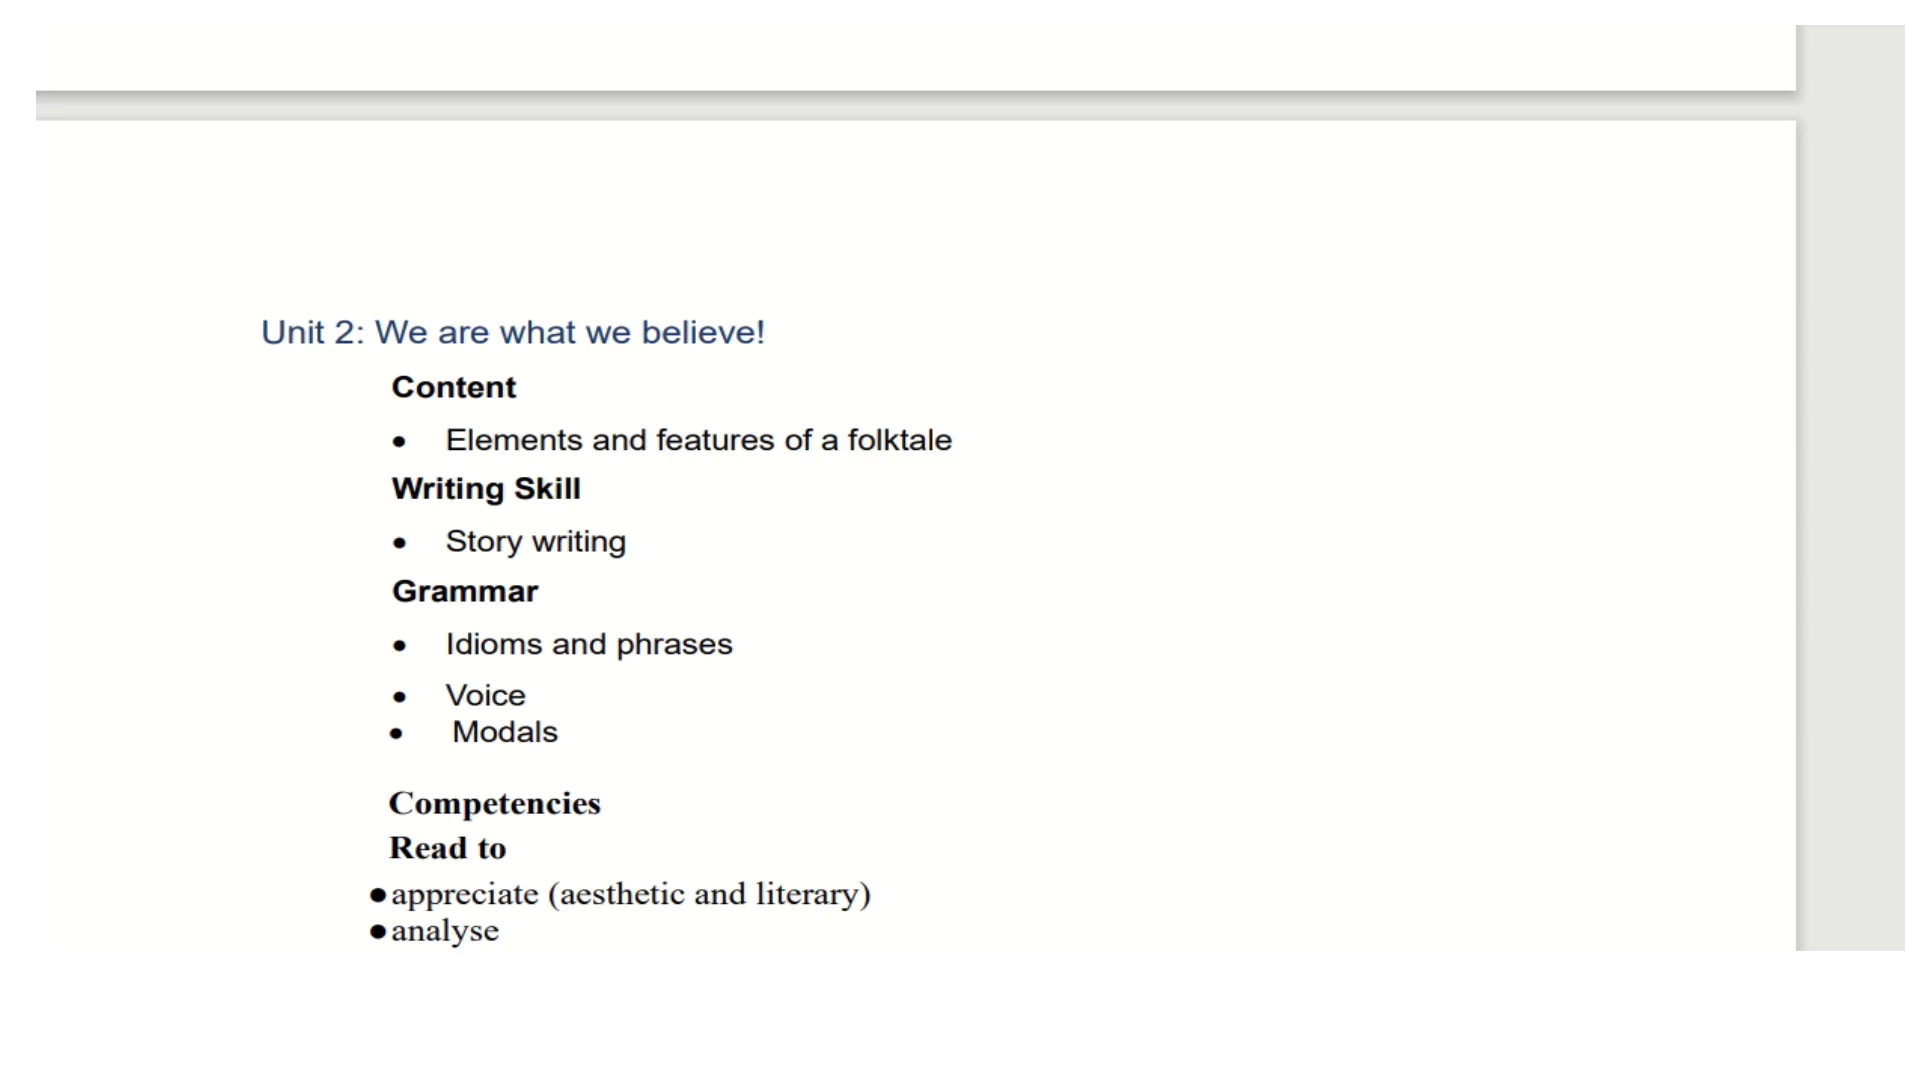 Unit 2: We are what we believe!
Content
● Elements and features of a folktale
Writing Skill
● Story writing
Grammar
● Idioms and phrases
● Voice
● Modals
Competencies
Read to
●appreciate (aesthetic and literary)
●analyse